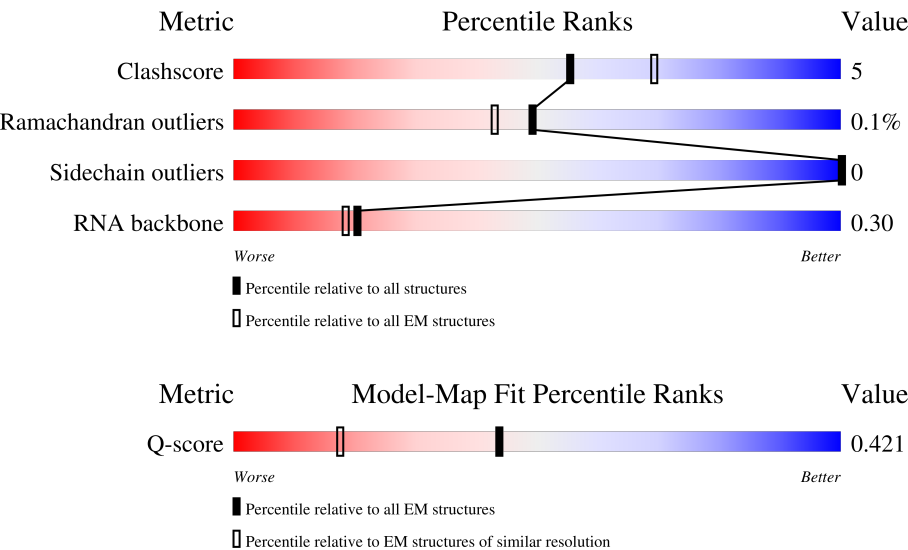 Metric Percentile Ranks Value
Clashscore 5
Ramachandran outliers 0.1%
Sidechain outliers 0
RNA backbone 0.30
Worse Better
Percentile relative to all structures
Percentile relative to all EM structures
Metric Model-Map Fit Percentile Ranks Value
Q-score 0.421
Worse Better
Percentile relative to all EM structures
Percentile relative to EM structures of similar resolution